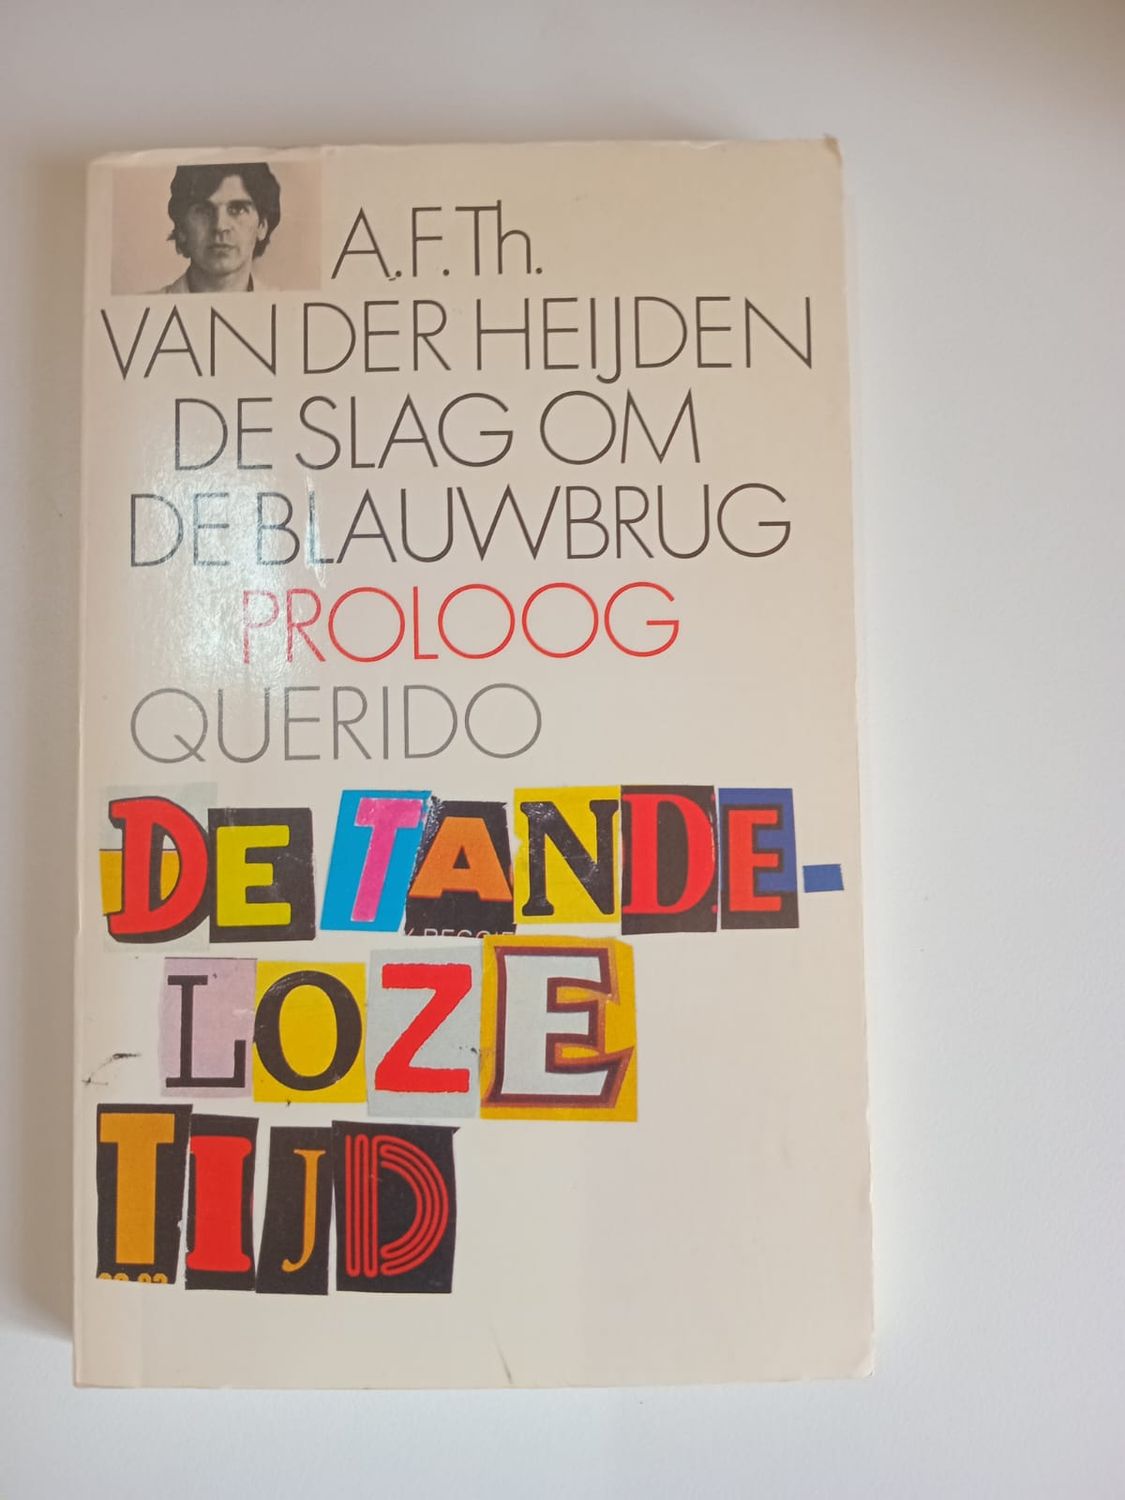 A.F.Th.
VAN DER HEIJDEN
DE SLAG OM
DE BLAUWBRUG
PROLOOG
QUERIDO
DE TANDE-
LOZE
TIJD